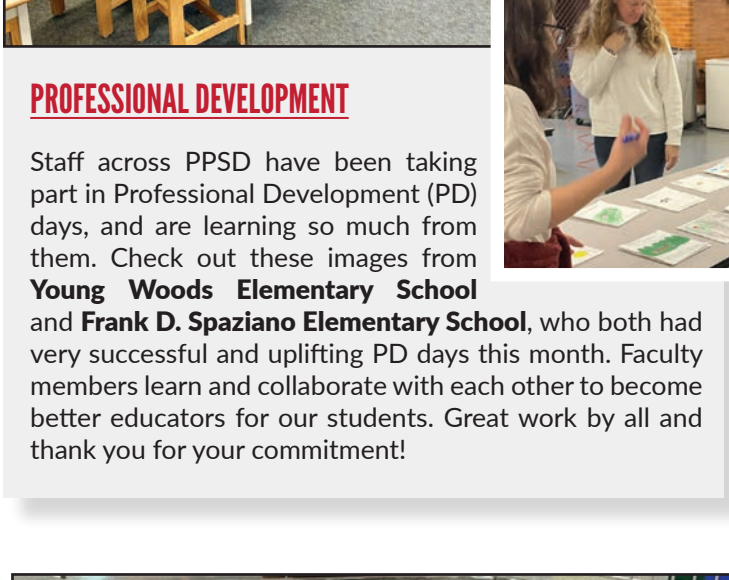 PROFESSIONAL DEVELOPMENT
Staff across PPSD have been taking
part in Professional Development (PD)
days, and are learning so much from
them. Check out these images from
Young Woods Elementary School
and Frank D. Spaziano Elementary School, who both had
very successful and uplifting PD days this month. Faculty
members learn and collaborate with each other to become
better educators for our students. Great work by all and
thank you for your commitment!